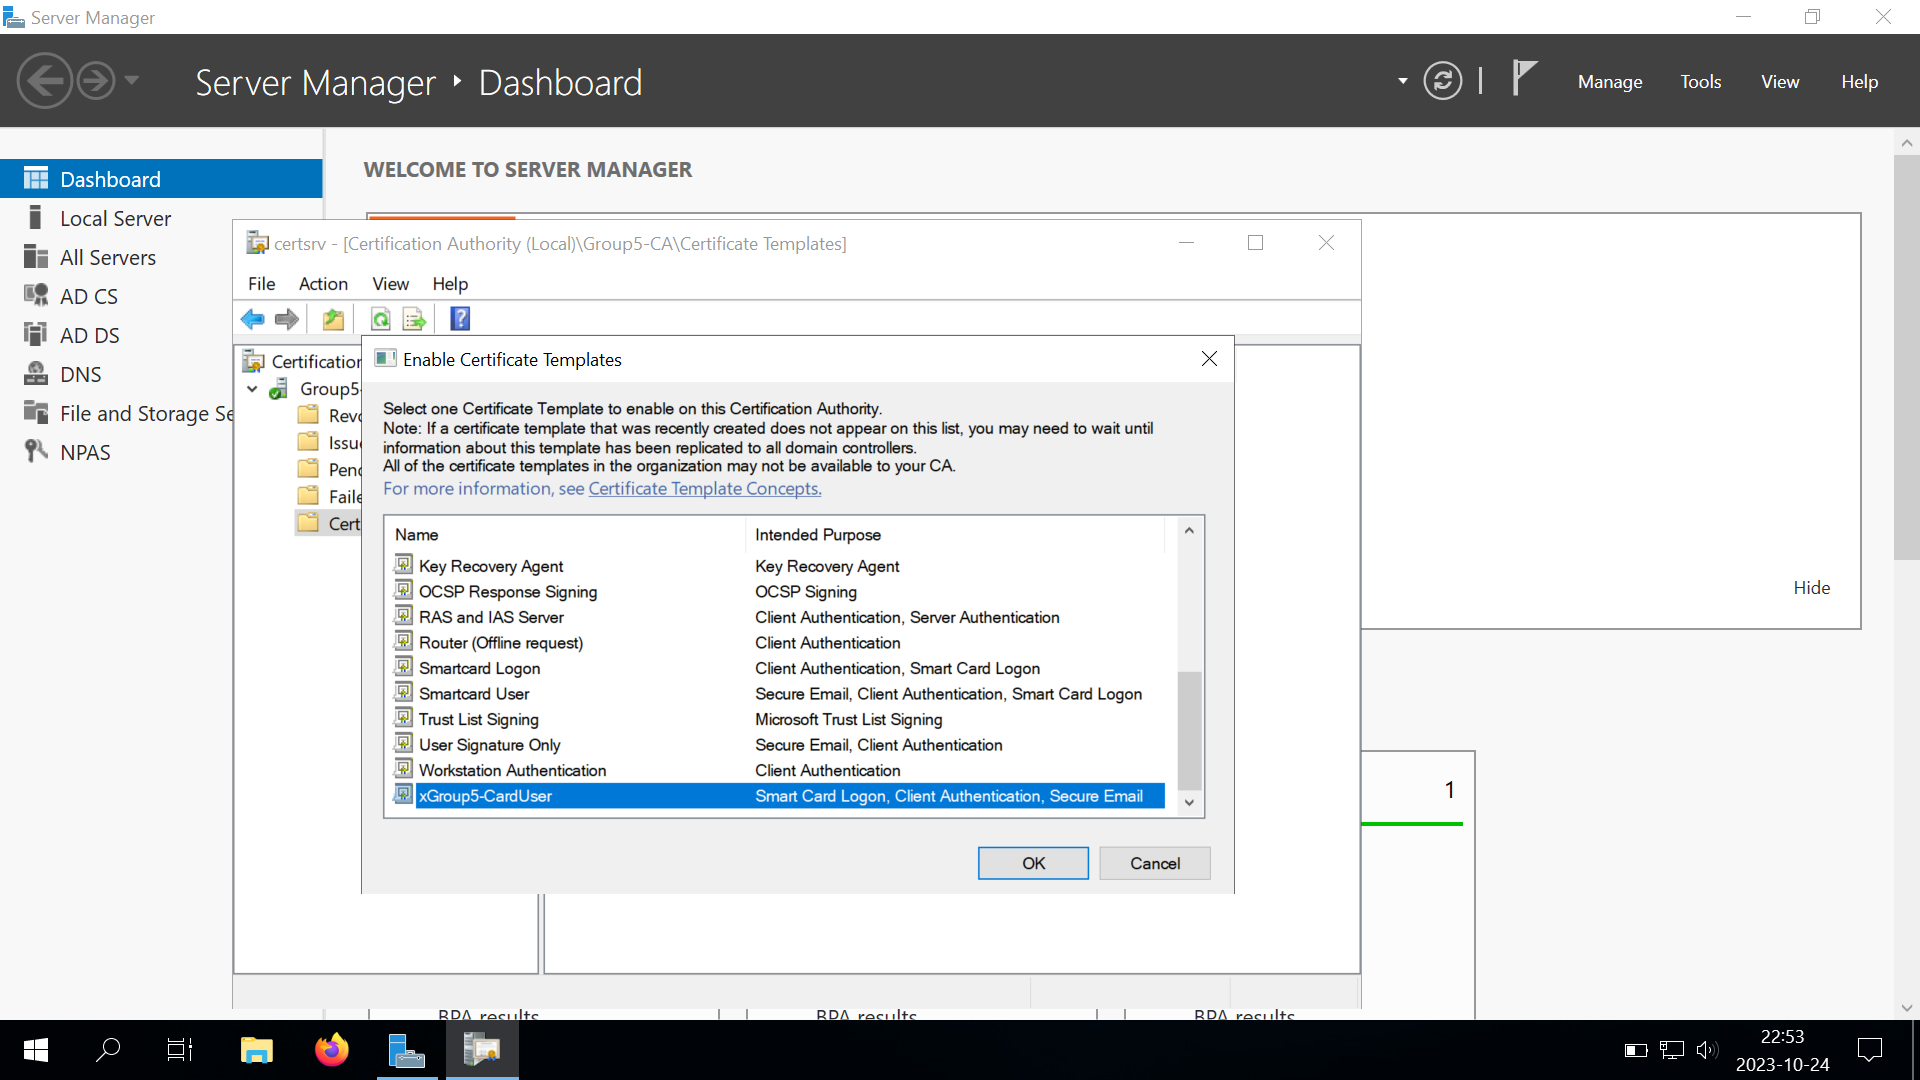 Server Manager
Server Manager ‣ Dashboard
Manage Tools View Help
Dashboard
Local Server
All Servers
AD CS
AD DS
DNS
File and Storage Se
NPAS
WELCOME TO SERVER MANAGER
Hide
1
certsrv - [Certification Authority (Local)\Group5-CA\Certificate Templates]
File Action View Help
Certification
Group5-
Revo
Issue
Pend
Faile
Cert
Enable Certificate Templates
Select one Certificate Template to enable on this Certification Authority.
Note: If a certificate template that was recently created does not appear on this list, you may need to wait until
information about this template has been replicated to all domain controllers.
All of the certificate templates in the organization may not be available to your CA.
For more information, see Certificate Template Concepts.
Name Intended Purpose
Key Recovery Agent Key Recovery Agent
OCSP Response Signing OCSP Signing
RAS and IAS Server Client Authentication, Server Authentication
Router (Offline request) Client Authentication
Smartcard Logon Client Authentication, Smart Card Logon
Smartcard User Secure Email, Client Authentication, Smart Card Logon
Trust List Signing Microsoft Trust List Signing
User Signature Only Secure Email, Client Authentication
Workstation Authentication Client Authentication
xGroup5-CardUser Smart Card Logon, Client Authentication, Secure Email
OK Cancel
BPA results BPA results BPA results
22:53
2023-10-24